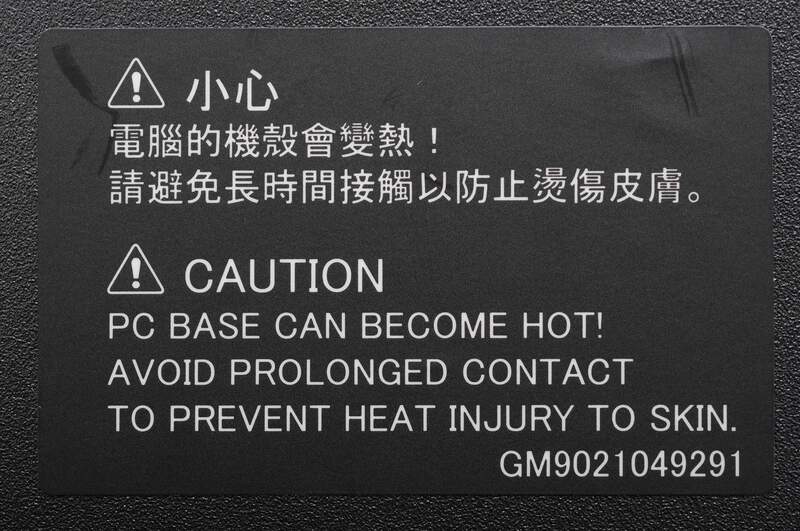 小心
電腦的機殼會變熱！
請避免長時間接觸以防止燙傷皮膚。
CAUTION
PC BASE CAN BECOME HOT!
AVOID PROLONGED CONTACT
TO PREVENT HEAT INJURY TO SKIN.
GM9021049291